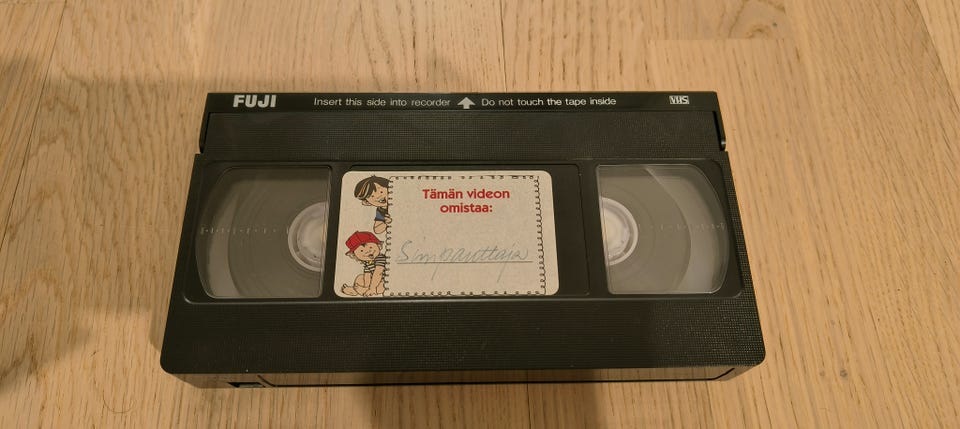 FUJI Insert this side into recorder Do not touch the tape inside VHS
Tämän videon
omistaa:
Simpauttaja